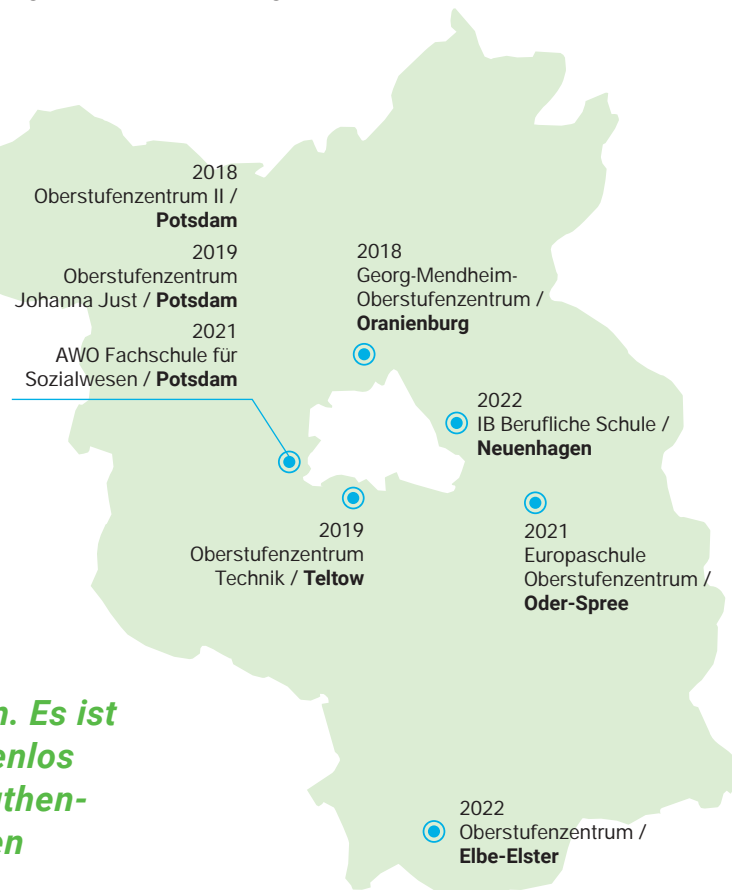 2018
Oberstufenzentrum II /
Potsdam
2019
Oberstufenzentrum
Johanna Just / Potsdam
2021
AWO Fachschule für
Sozialwesen / Potsdam
2018
Georg-Mendheim-
Oberstufenzentrum /
Oranienburg
2022
IB Berufliche Schule /
Neuenhagen
2019
Oberstufenzentrum
Technik / Teltow
2021
Europaschule
Oberstufenzentrum /
Oder-Spree
. Es ist
enlos
then-
en
2022
Oberstufenzentrum /
Elbe-Elster